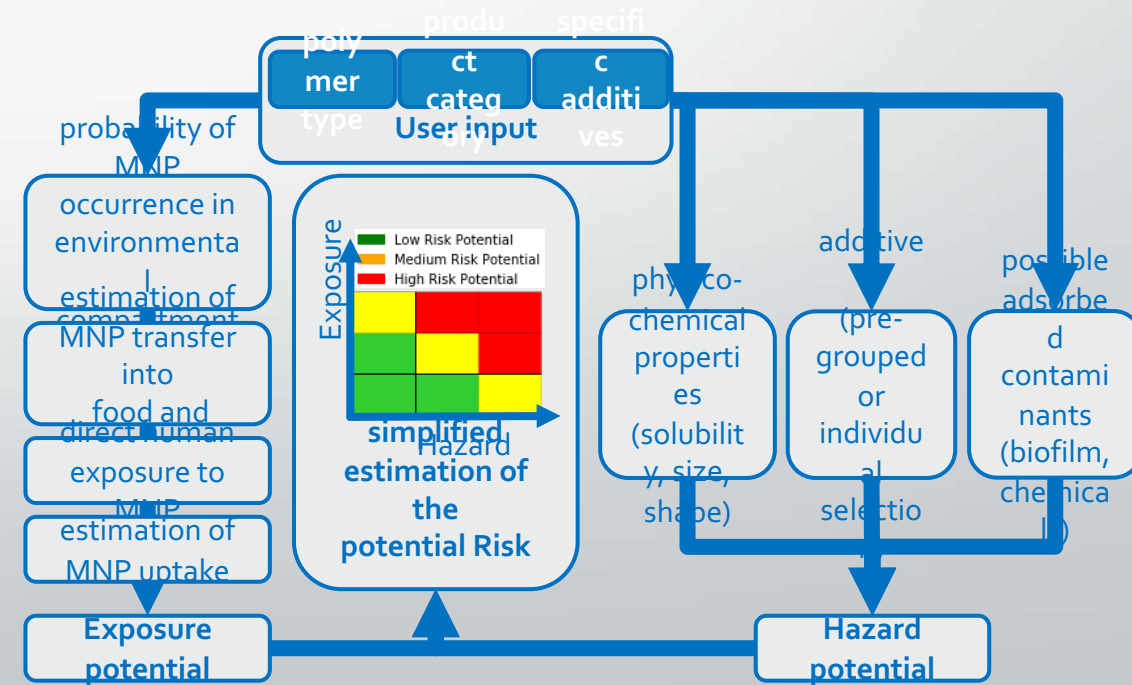 poly
mer
type
produ
ct
categ
ory
specifi
c
additi
ves
User input
probability of
MNP
occurrence in
environmenta
l
compartment
estimation of
MNP transfer
into
food and
direct human
exposure to
MNP
estimation of
MNP uptake
Exposure
potential
Exposure
Low Risk Potential
Medium Risk Potential
High Risk Potential
Hazard
simplified
estimation of
the
potential Risk
physico-
chemical
properti
es
(solubilit
y, size,
shape)
additive
(pre-
grouped
or
individu
al
selectio
possible
adsorbe
d
contami
nants
(biofilm,
chemica
l)
Hazard
potential